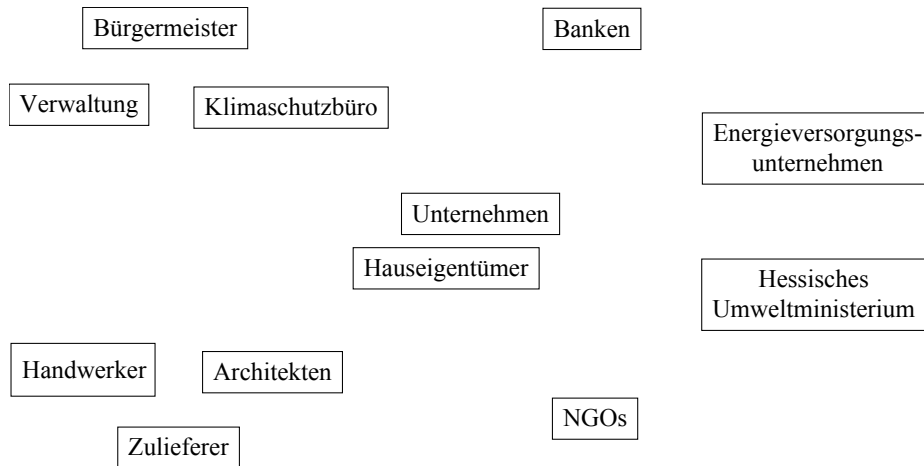 Bürgermeister
Banken
Verwaltung
Klimaschutzbüro
Energieversorgungs-
unternehmen
Unternehmen
Hauseigentümer
Hessisches
Umweltministerium
Handwerker
Architekten
NGOs
Zulieferer